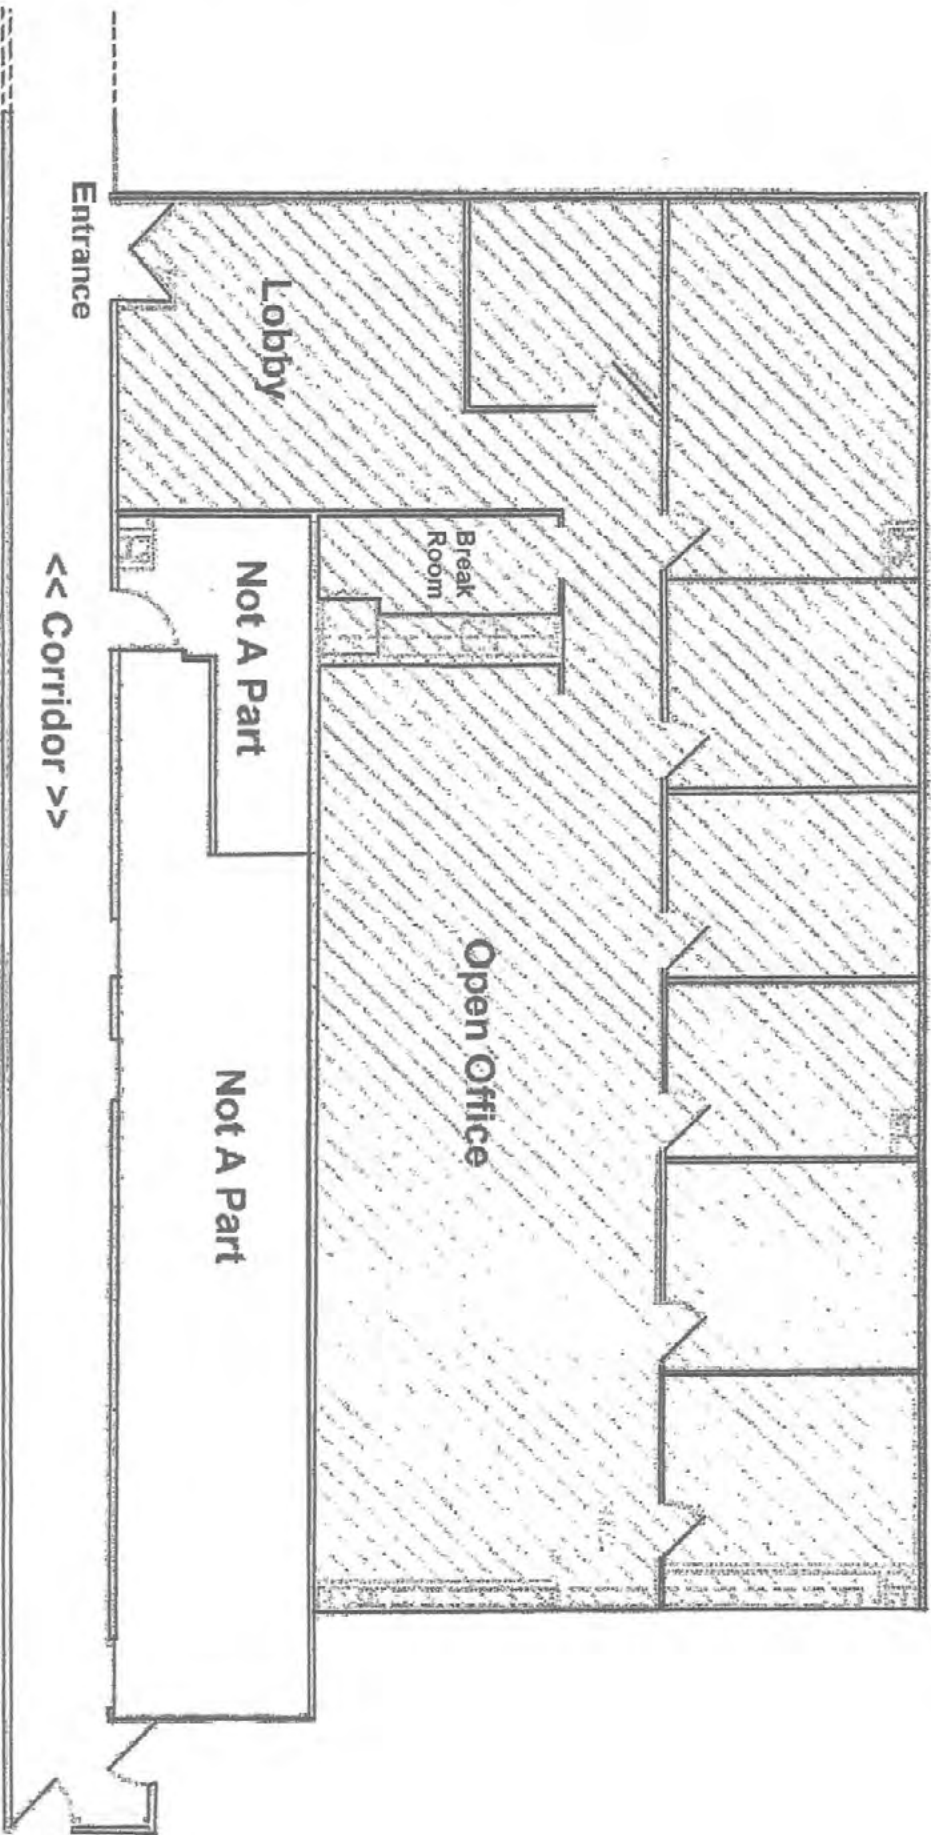 Entrance
Lobby
<< Corridor >>
Not A Part
Break
Room
Open Office
Not A Part